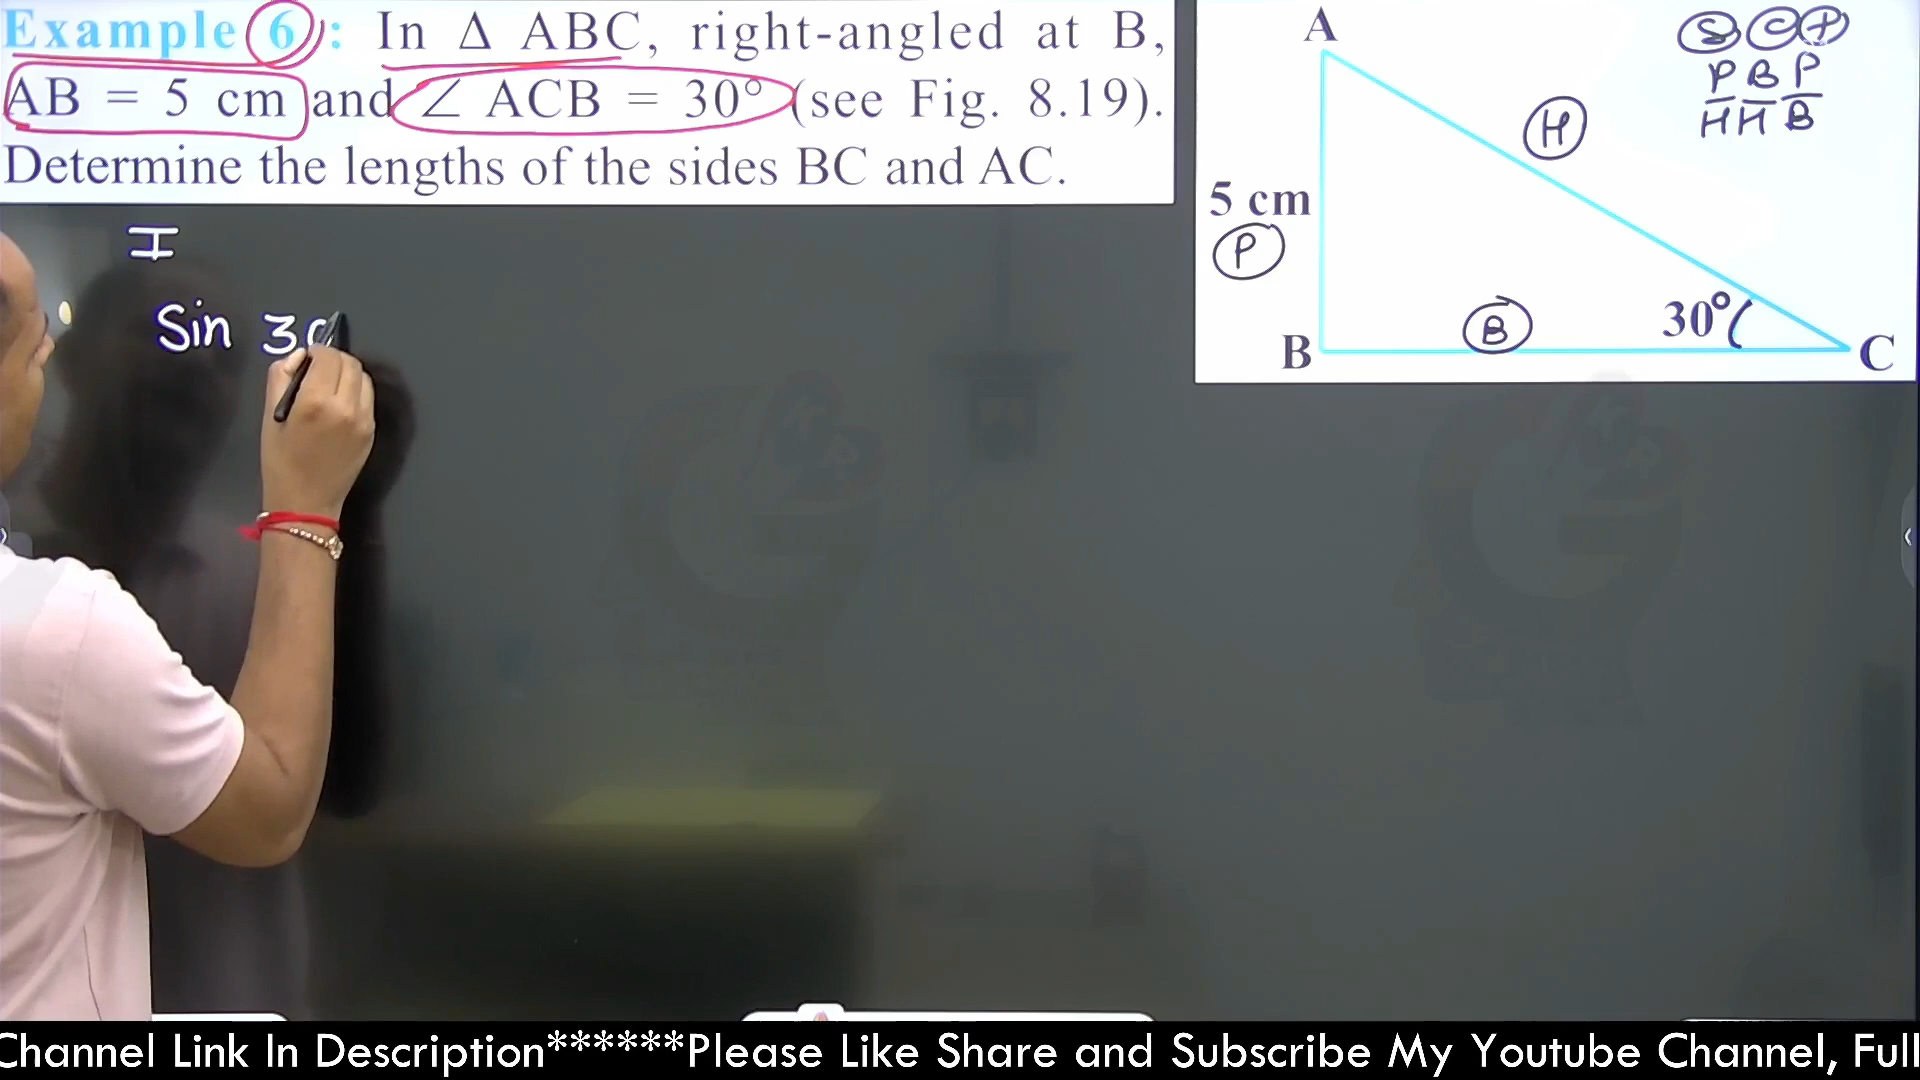 Example 6 : In Δ ABC, right-angled at B,
AB = 5 cm and ∠ ACB = 30° (see Fig. 8.19).
Determine the lengths of the sides BC and AC.
A
S C T
P B P
H H B
H
5 cm
P
B
B
30°
C
I
Sin 30
Channel Link In Description******Please Like Share and Subscribe My Youtube Channel, Full